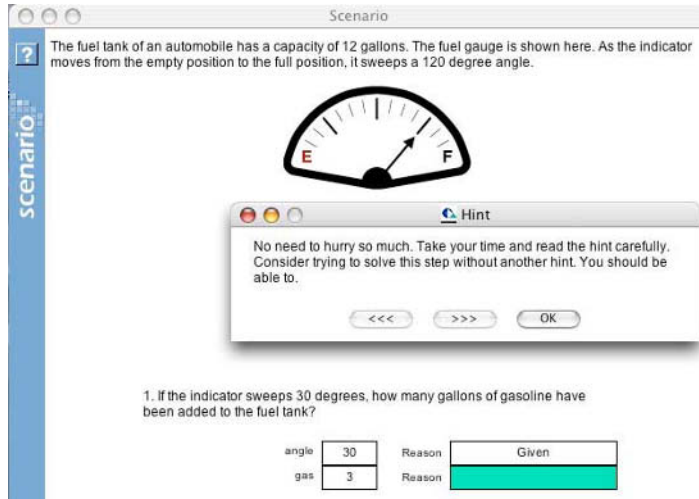 Scenario
?
The fuel tank of an automobile has a capacity of 12 gallons. The fuel gauge is shown here. As the indicator
moves from the empty position to the full position, it sweeps a 120 degree angle.
scenario
E
F
Hint
No need to hurry so much. Take your time and read the hint carefully.
Consider trying to solve this step without another hint. You should be
able to.
<<< >>> OK
1. If the indicator sweeps 30 degrees, how many gallons of gasoline have
been added to the fuel tank?
angle 30 Reason Given
gas 3 Reason